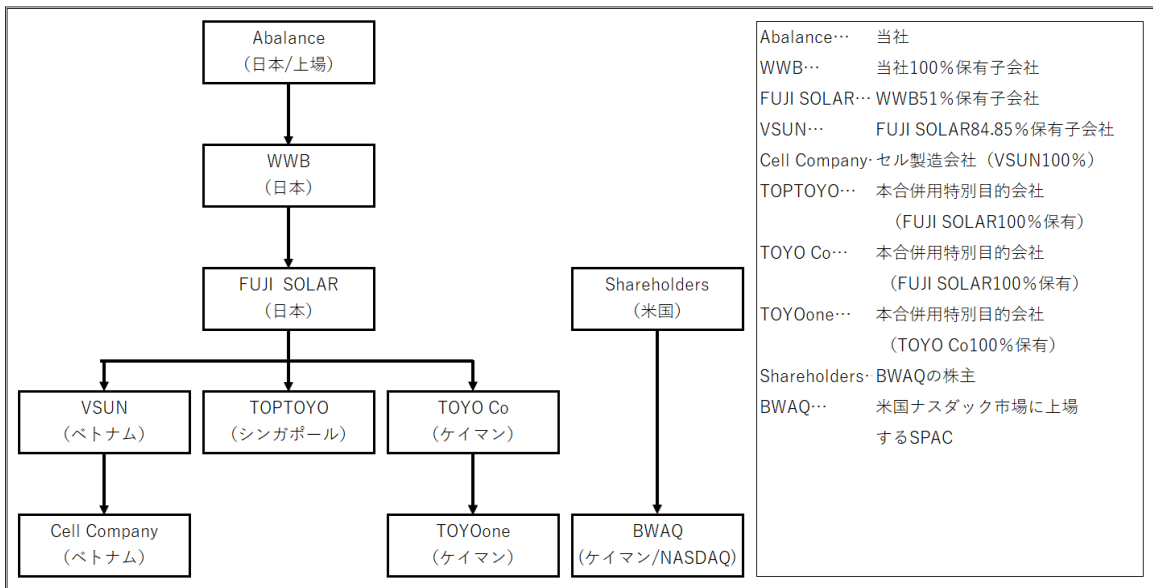 Abalance
（日本/上場）
WWB
（日本）
FUJI SOLAR
（日本）
Shareholders
（米国）
VSUN
（ベトナム）
TOPTOYO
（シンガポール）
TOYO Co
（ケイマン）
Cell Company
（ベトナム）
TOYOone
（ケイマン）
BWAQ
（ケイマン/NASDAQ）
Abalance… 当社
WWB… 当社100％保有子会社
FUJI SOLAR… WWB51％保有子会社
VSUN… FUJI SOLAR84.85％保有子会社
Cell Company… セル製造会社（VSUN100％）
TOPTOYO… 本合併用特別目的会社
（FUJI SOLAR100％保有）
TOYO Co… 本合併用特別目的会社
（FUJI SOLAR100％保有）
TOYOone… 本合併用特別目的会社
（TOYO Co100％保有）
Shareholders… BWAQの株主
BWAQ… 米国ナスダック市場に上場
するSPAC